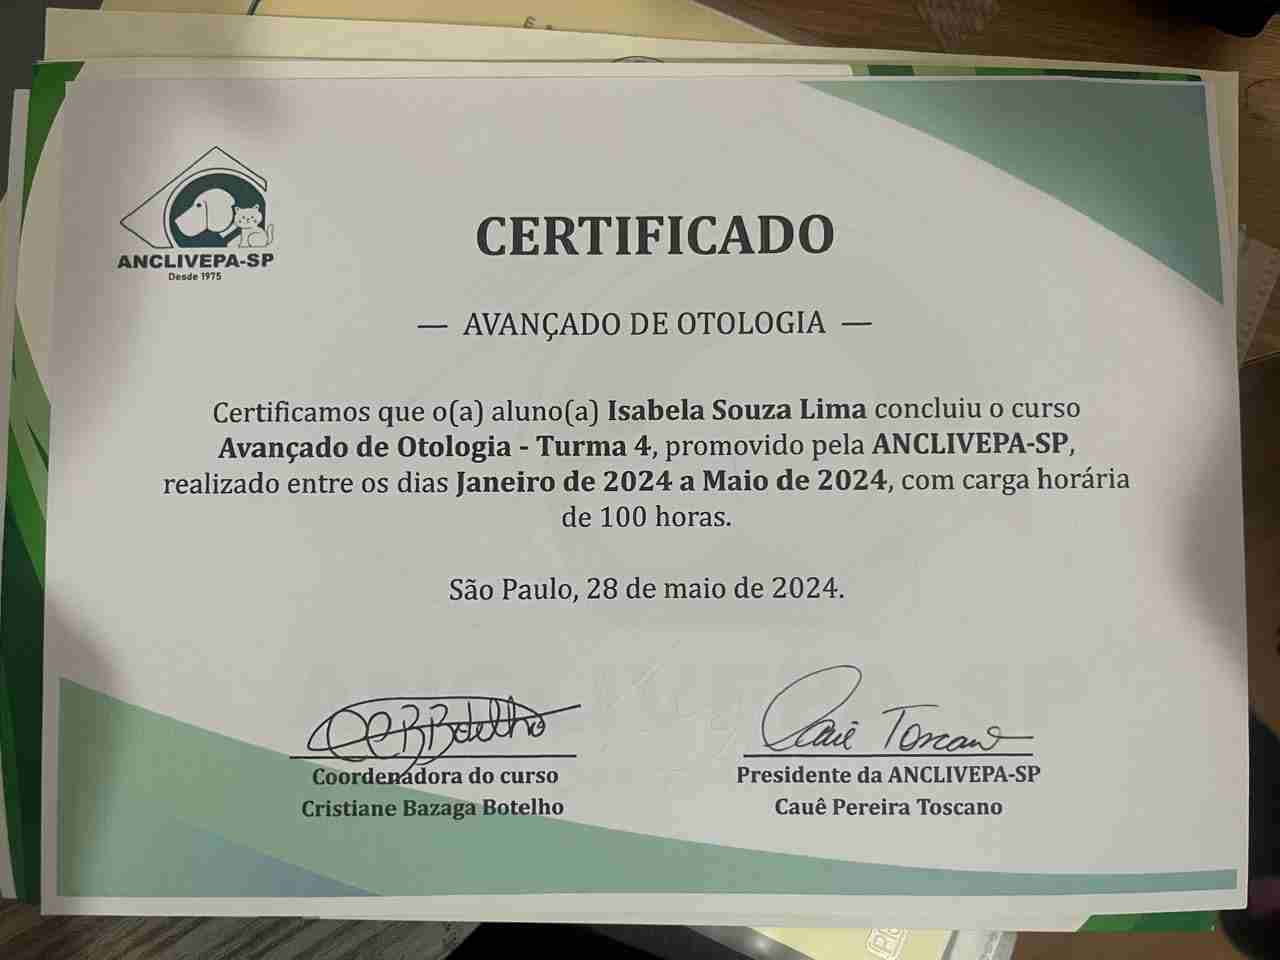 ANCLIVEPA-SP
Desde 1975
CERTIFICADO
— AVANÇADO DE OTOLOGIA —
Certificamos que o(a) aluno(a) Isabela Souza Lima concluiu o curso
Avançado de Otologia - Turma 4, promovido pela ANCLIVEPA-SP,
realizado entre os dias Janeiro de 2024 a Maio de 2024, com carga horária
de 100 horas.
São Paulo, 28 de maio de 2024.
Botelho
Cauê Toscano
Coordenadora do curso
Presidente da ANCLIVEPA-SP
Cristiane Bazaga Botelho
Cauê Pereira Toscano